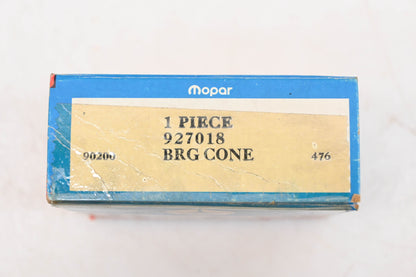 mopar
1 PIECE
927018
90200 BRG CONE 476